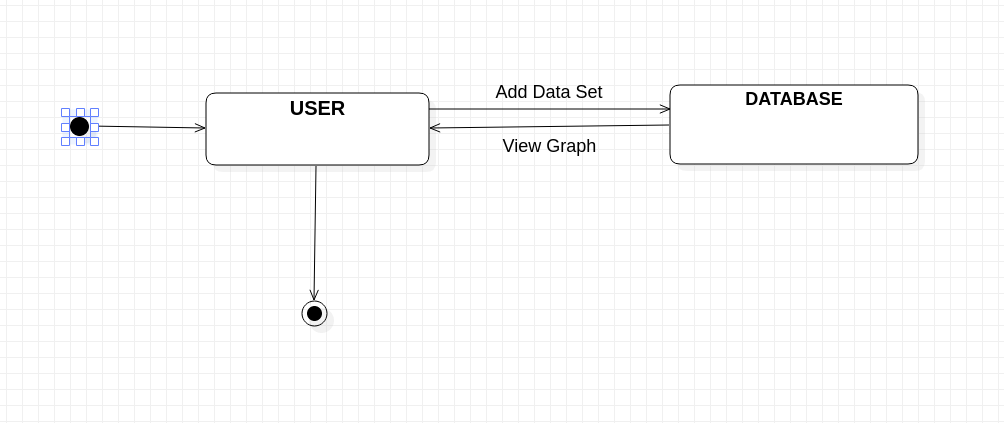 USER
Add Data Set
DATABASE
View Graph